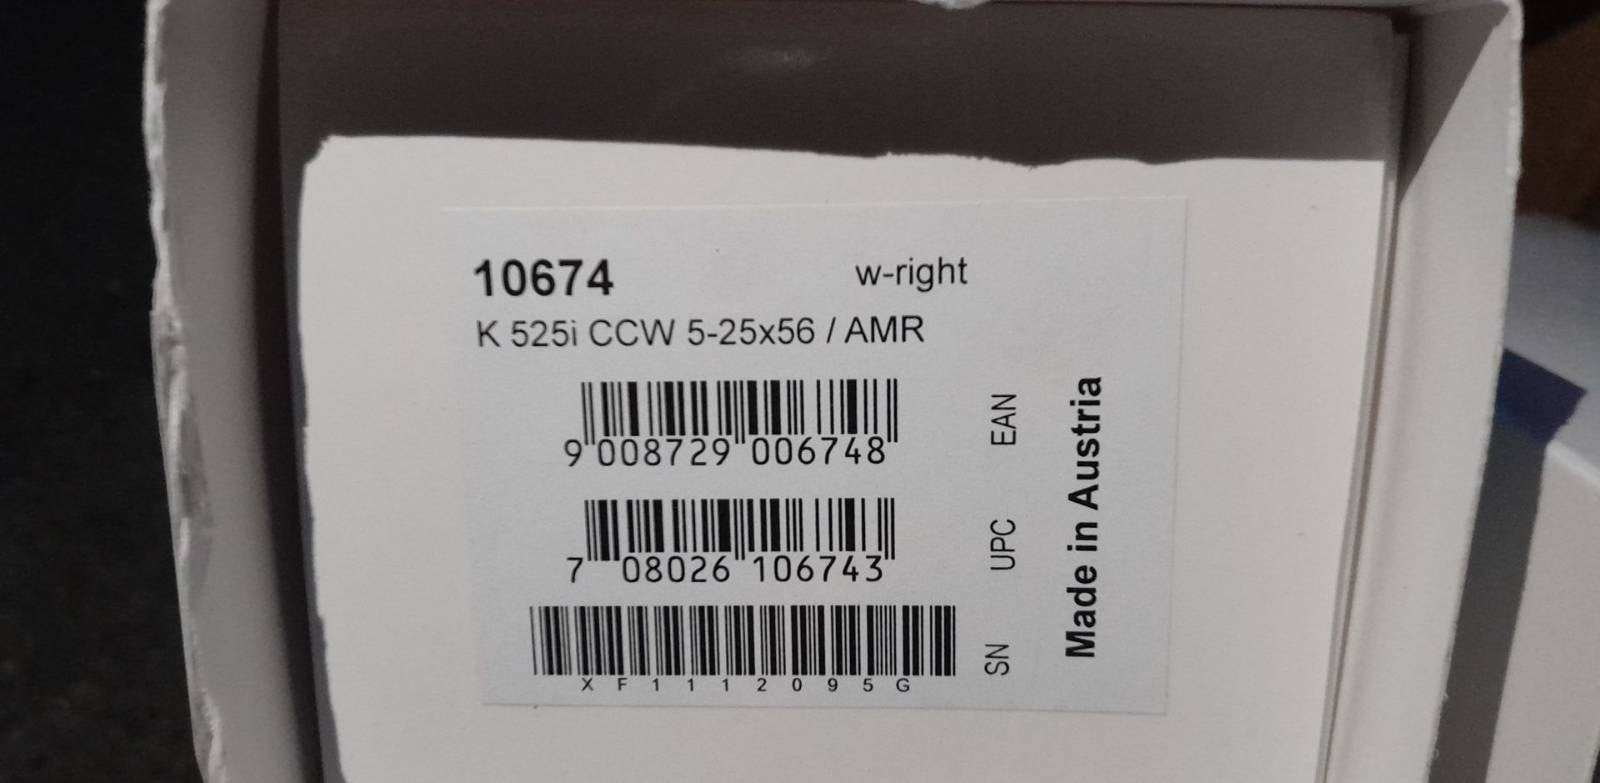 10674 w-right
K 525i CCW 5-25x56 / AMR
9 008729 006748 EAN
7 08026 106743 UPC
XF1112095G SN
Made in Austria